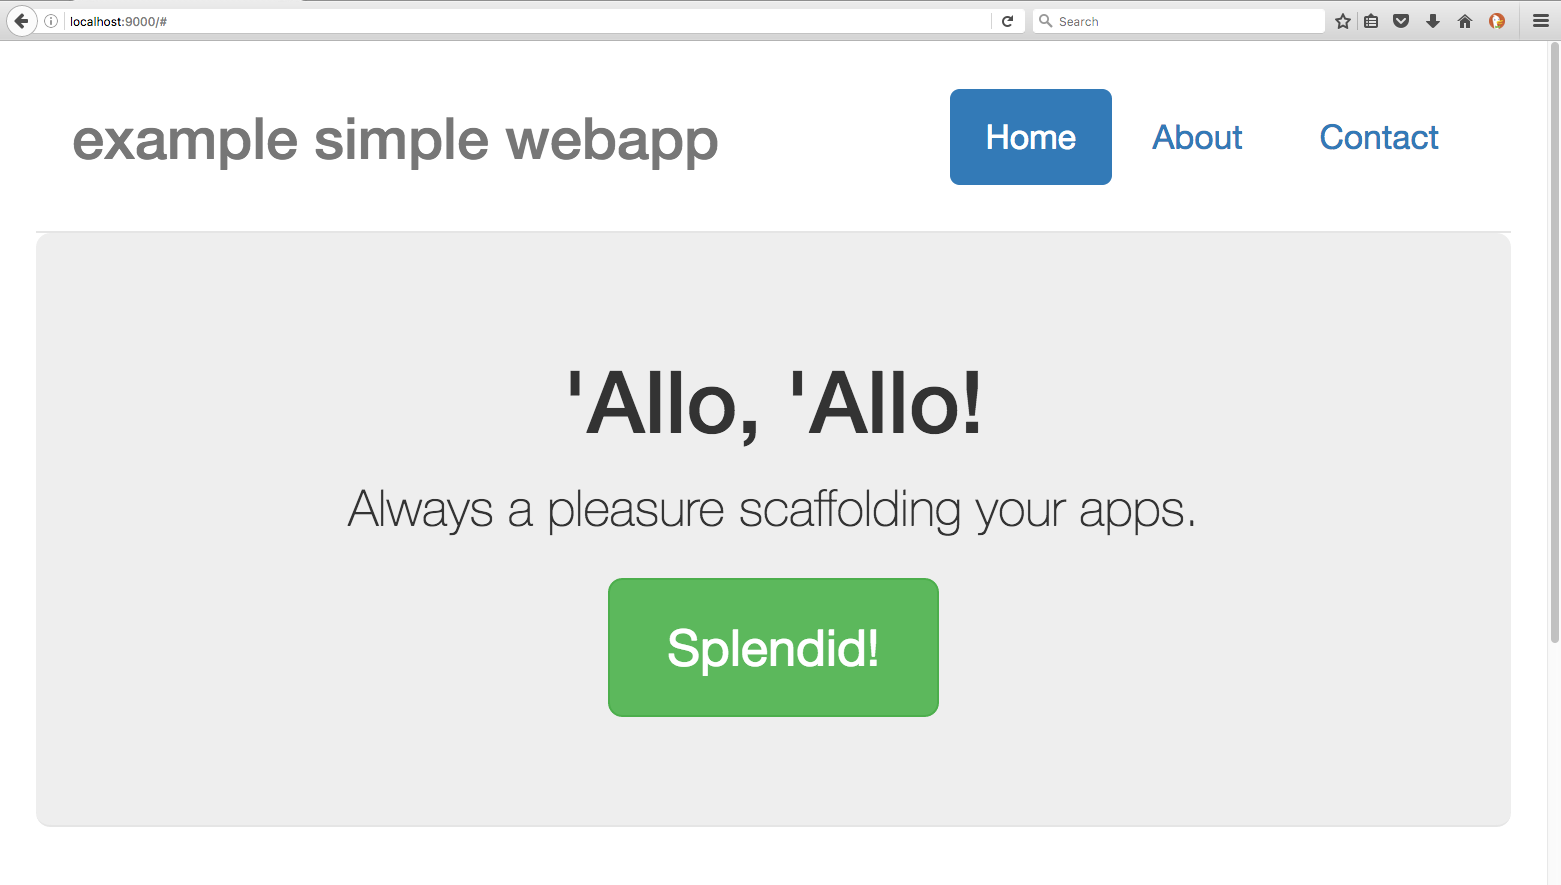 localhost:9000/#
Search
example simple webapp
Home
About
Contact
'Allo, 'Allo!
Always a pleasure scaffolding your apps.
Splendid!